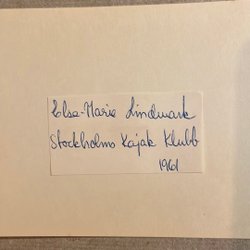 Else-Marie Lindmark
Stockholms Kajak Klubb
1961